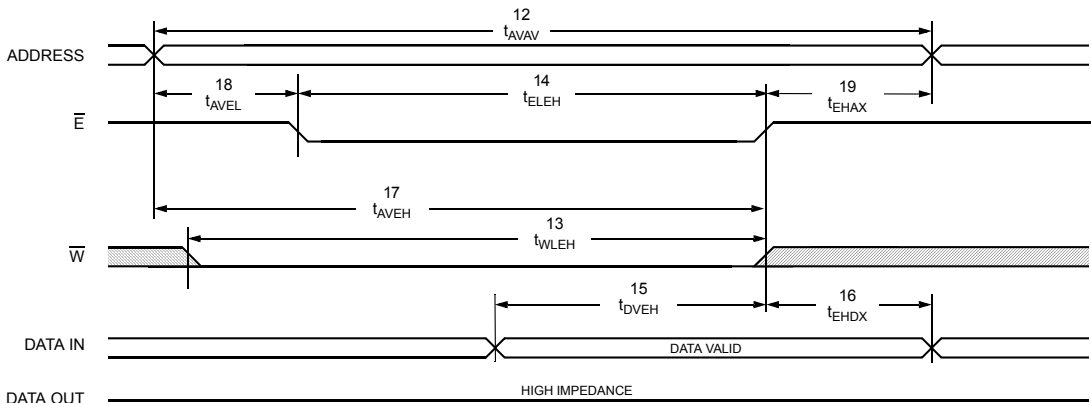 12
tAVAV
ADDRESS
18
tAVEL
14
tELEH
19
tEHAX
E̅
17
tAVEH
13
tWLEH
W̅
15
tDVEH
16
tEHDX
DATA IN
DATA VALID
DATA OUT
HIGH IMPEDANCE